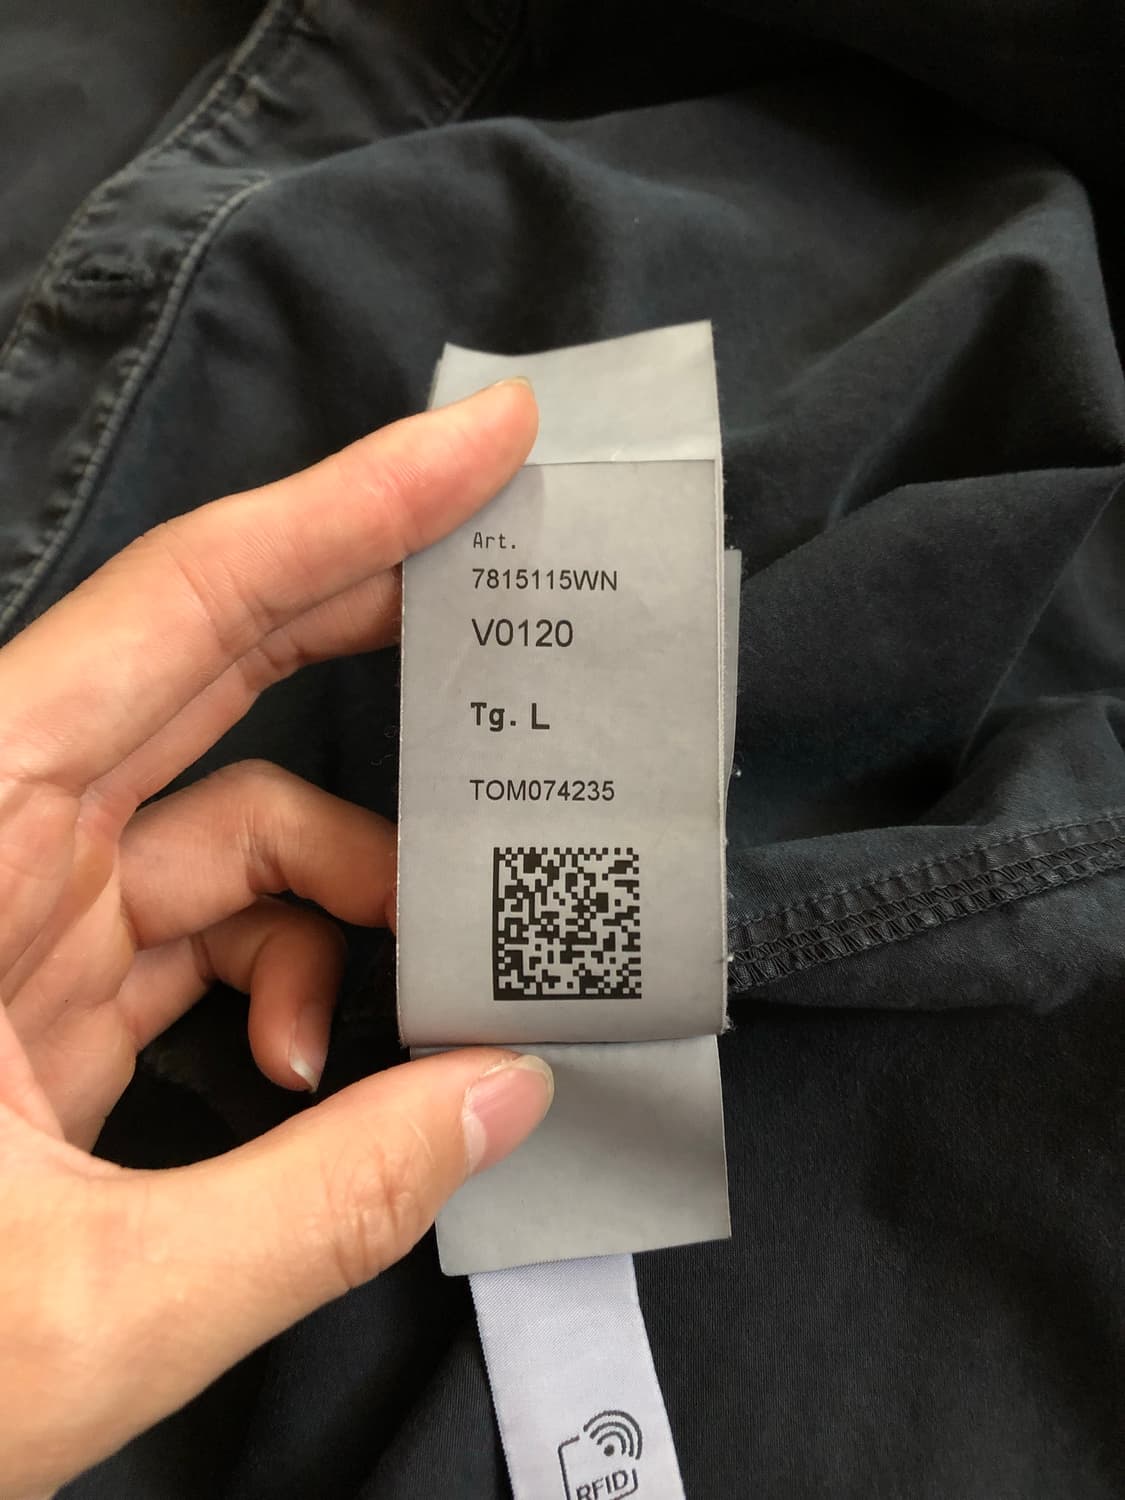 Art.
7815115WN
V0120
Tg. L
TOM074235
RFID